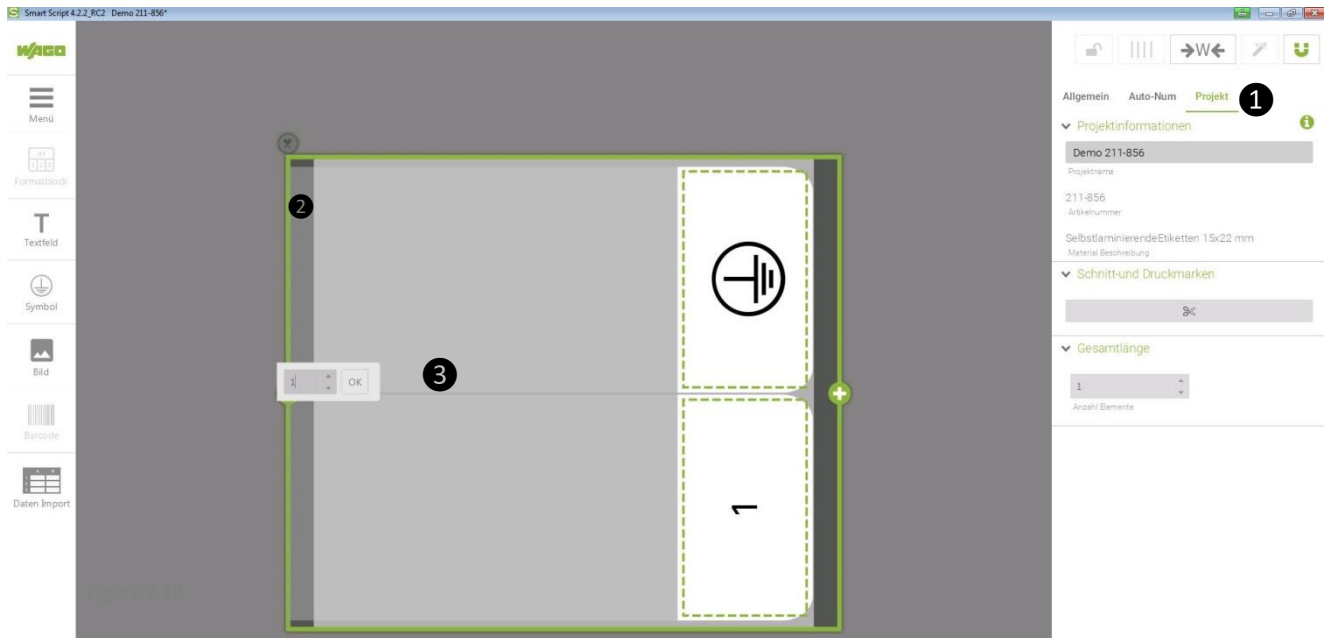 Smart Script 4.2.2_RC2 Demo 211-856*
WAGO
Menü
Formatblock
Textfeld
Symbol
Bild
Barcode
Daten Import
2
1 OK
3
1
→W←
Allgemein Auto-Num Projekt 1
Projektinformationen
Demo 211-856
Projektname
211-856
Artikelnummer
SelbstlaminierendeEtiketten 15x22 mm
Material Beschreibung
Schnitt-und Druckmarken
Gesamtlänge
1
Anzahl Elemente